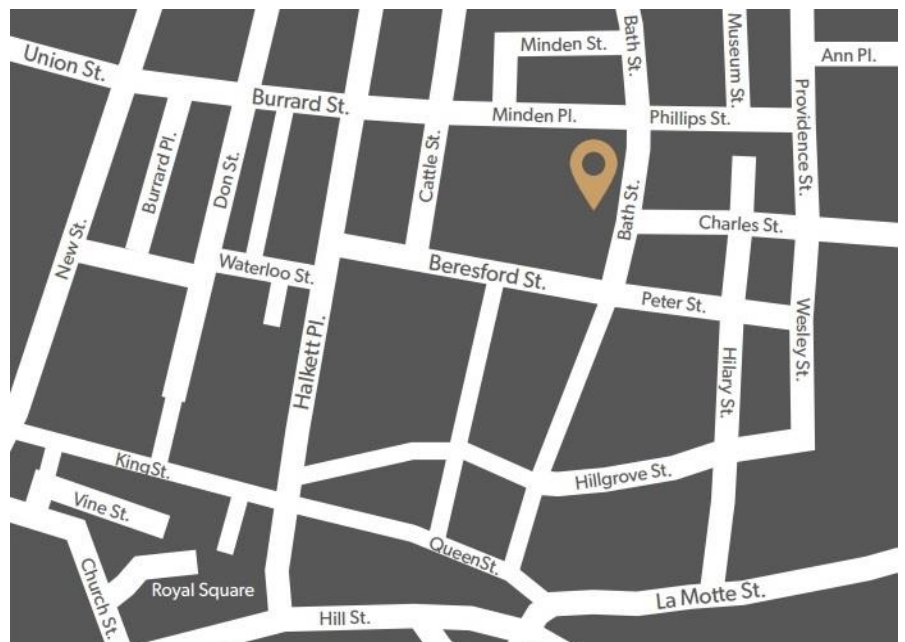 Minden St.
Bath St.
Museum St.
Ann Pl.
Union St.
Burrard St.
Minden Pl.
Phillips St.
Providence St.
Burrard Pl.
Don St.
Cattle St.
Bath St.
Charles St.
New St.
Waterloo St.
Beresford St.
Peter St.
Wesley St.
Halkett Pl.
Hilary St.
KingSt.
Hillgrove St.
Vine St.
QueenSt.
Church St.
Royal Square
Hill St.
La Motte St.